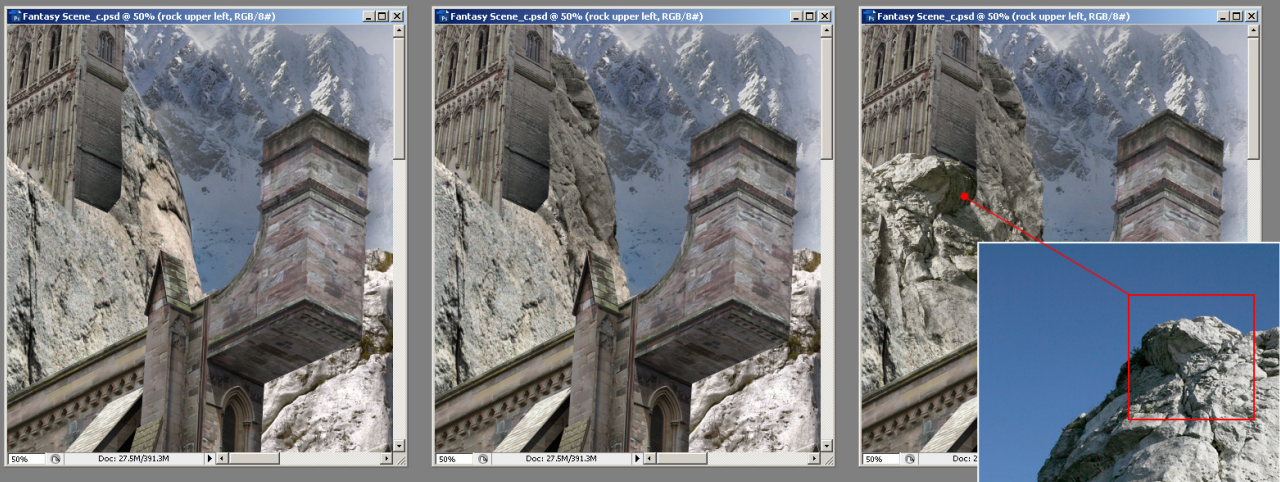 Fantasy Scene_c.psd @ 50% (rock upper left, RGB/8#)
50%
Doc: 27.5M/391.3M
Fantasy Scene_c.psd @ 50% (rock upper left, RGB/8#)
50%
Doc: 27.5M/391.3M
Fantasy Scene_c.psd @ 50% (rock upper left, RGB/8#)
50%
Doc: 2